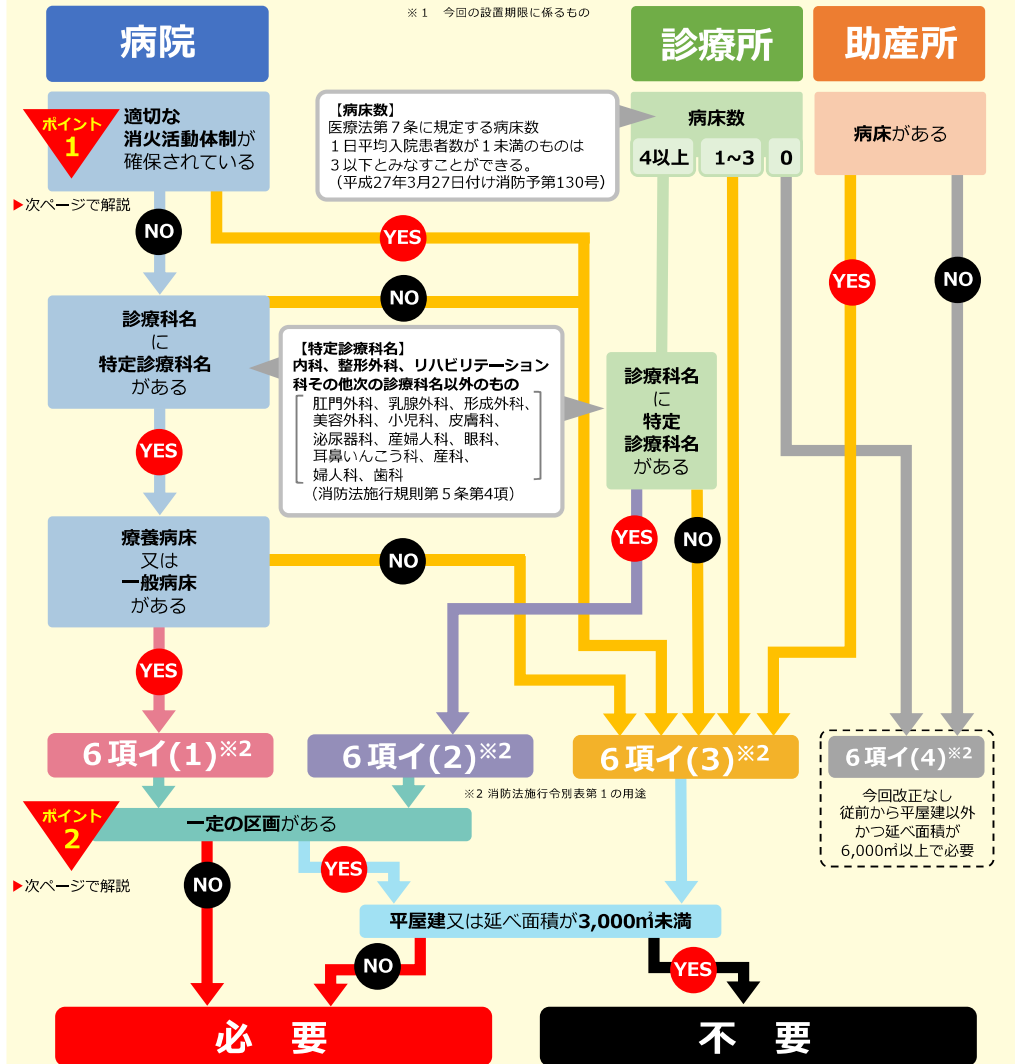 ※１　今回の設置期限に係るもの
病院
診療所
助産所
ポイント
1
適切な
消火活動体制が
確保されている
▶次ページで解説
【病床数】
医療法第７条に規定する病床数
１日平均入院患者数が１未満のものは
３以下とみなすことができる。
（平成27年3月27日付け消防予第130号）
病床数
4以上
1~3
0
病床がある
NO
YES
YES
NO
NO
診療科名
に
特定診療科名
がある
【特定診療科名】
内科、整形外科、リハビリテーション
科その他次の診療科名以外のもの
肛門外科、乳腺外科、形成外科、
美容外科、小児科、皮膚科、
泌尿器科、産婦人科、眼科、
耳鼻いんこう科、産科、
婦人科、歯科
（消防法施行規則第５条第4項）
診療科名
に
特定
診療科名
がある
YES
YES
NO
療養病床
又は
一般病床
がある
NO
YES
６項イ(1)※2
６項イ(2)※2
６項イ(3)※2
６項イ(4)※2
※2 消防法施行令別表第１の用途
今回改正なし
従前から平屋建以外
かつ延べ面積が
6,000㎡以上で必要
ポイント
2
一定の区画がある
▶次ページで解説
NO
YES
平屋建又は延べ面積が3,000㎡未満
NO
YES
必　要
不　要